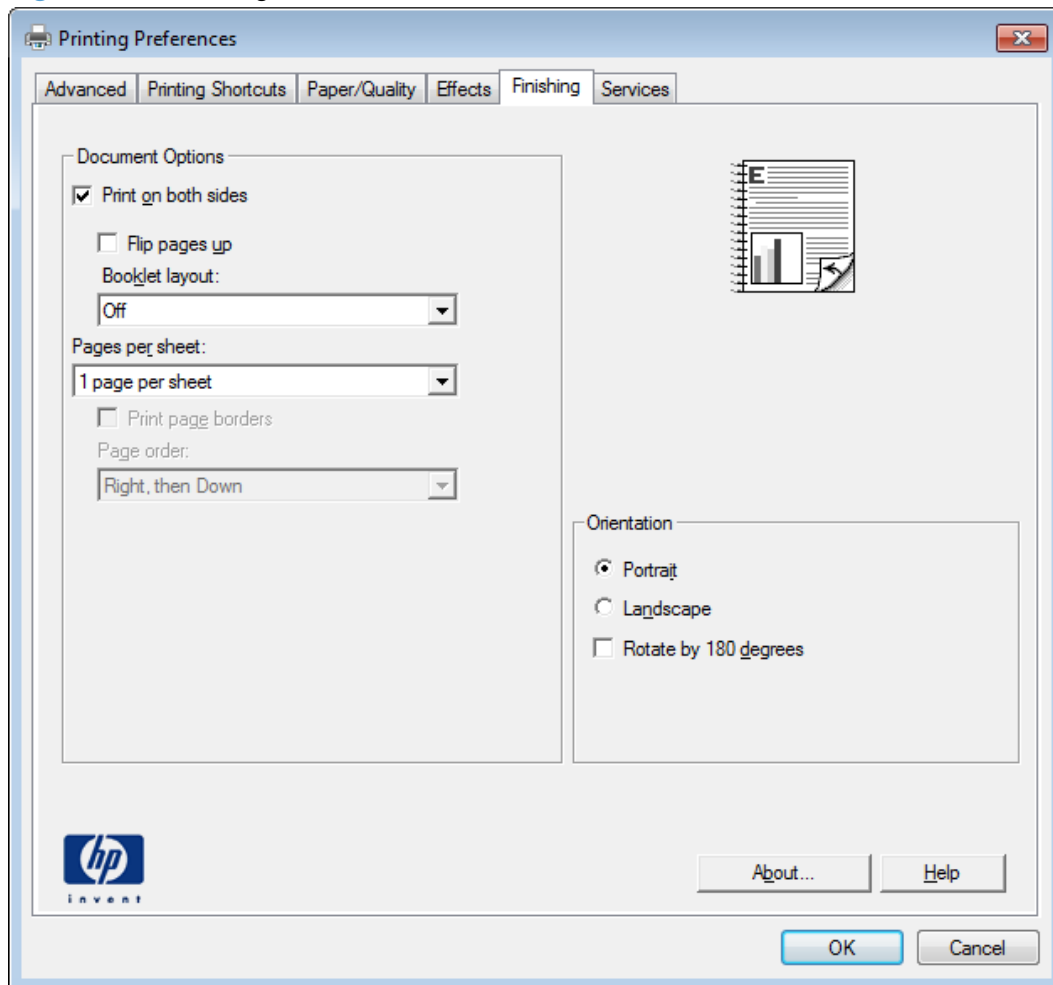 Printing Preferences
Advanced Printing Shortcuts Paper/Quality Effects Finishing Services
Document Options
Print on both sides
Flip pages up
Booklet layout:
Off
Pages per sheet:
1 page per sheet
Print page borders
Page order:
Right, then Down
E
Orientation
Portrait
Landscape
Rotate by 180 degrees
hp
invent
About...
Help
OK
Cancel